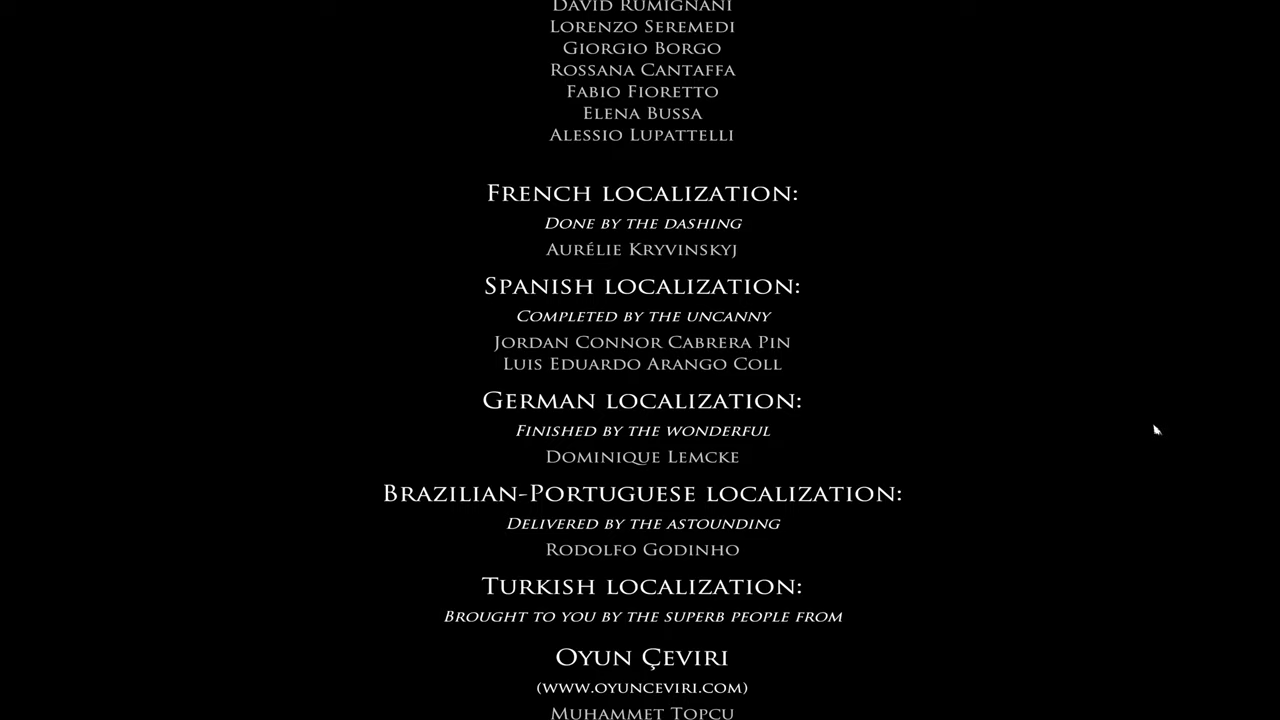 David Rumignani
Lorenzo Seremedi
Giorgio Borgo
Rossana Cantaffa
Fabio Fioretto
Elena Bussa
Alessio Lupattelli
French localization:
Done by the dashing
Aurélie Kryvinskyj
Spanish localization:
Completed by the uncanny
Jordan Connor Cabrera Pin
Luis Eduardo Arango Coll
German localization:
Finished by the wonderful
Dominique Lemcke
Brazilian-Portuguese localization:
Delivered by the astounding
Rodolfo Godinho
Turkish localization:
Brought to you by the superb people from
Oyun Çeviri
(www.oyunceviri.com)
Muhammet Topcu